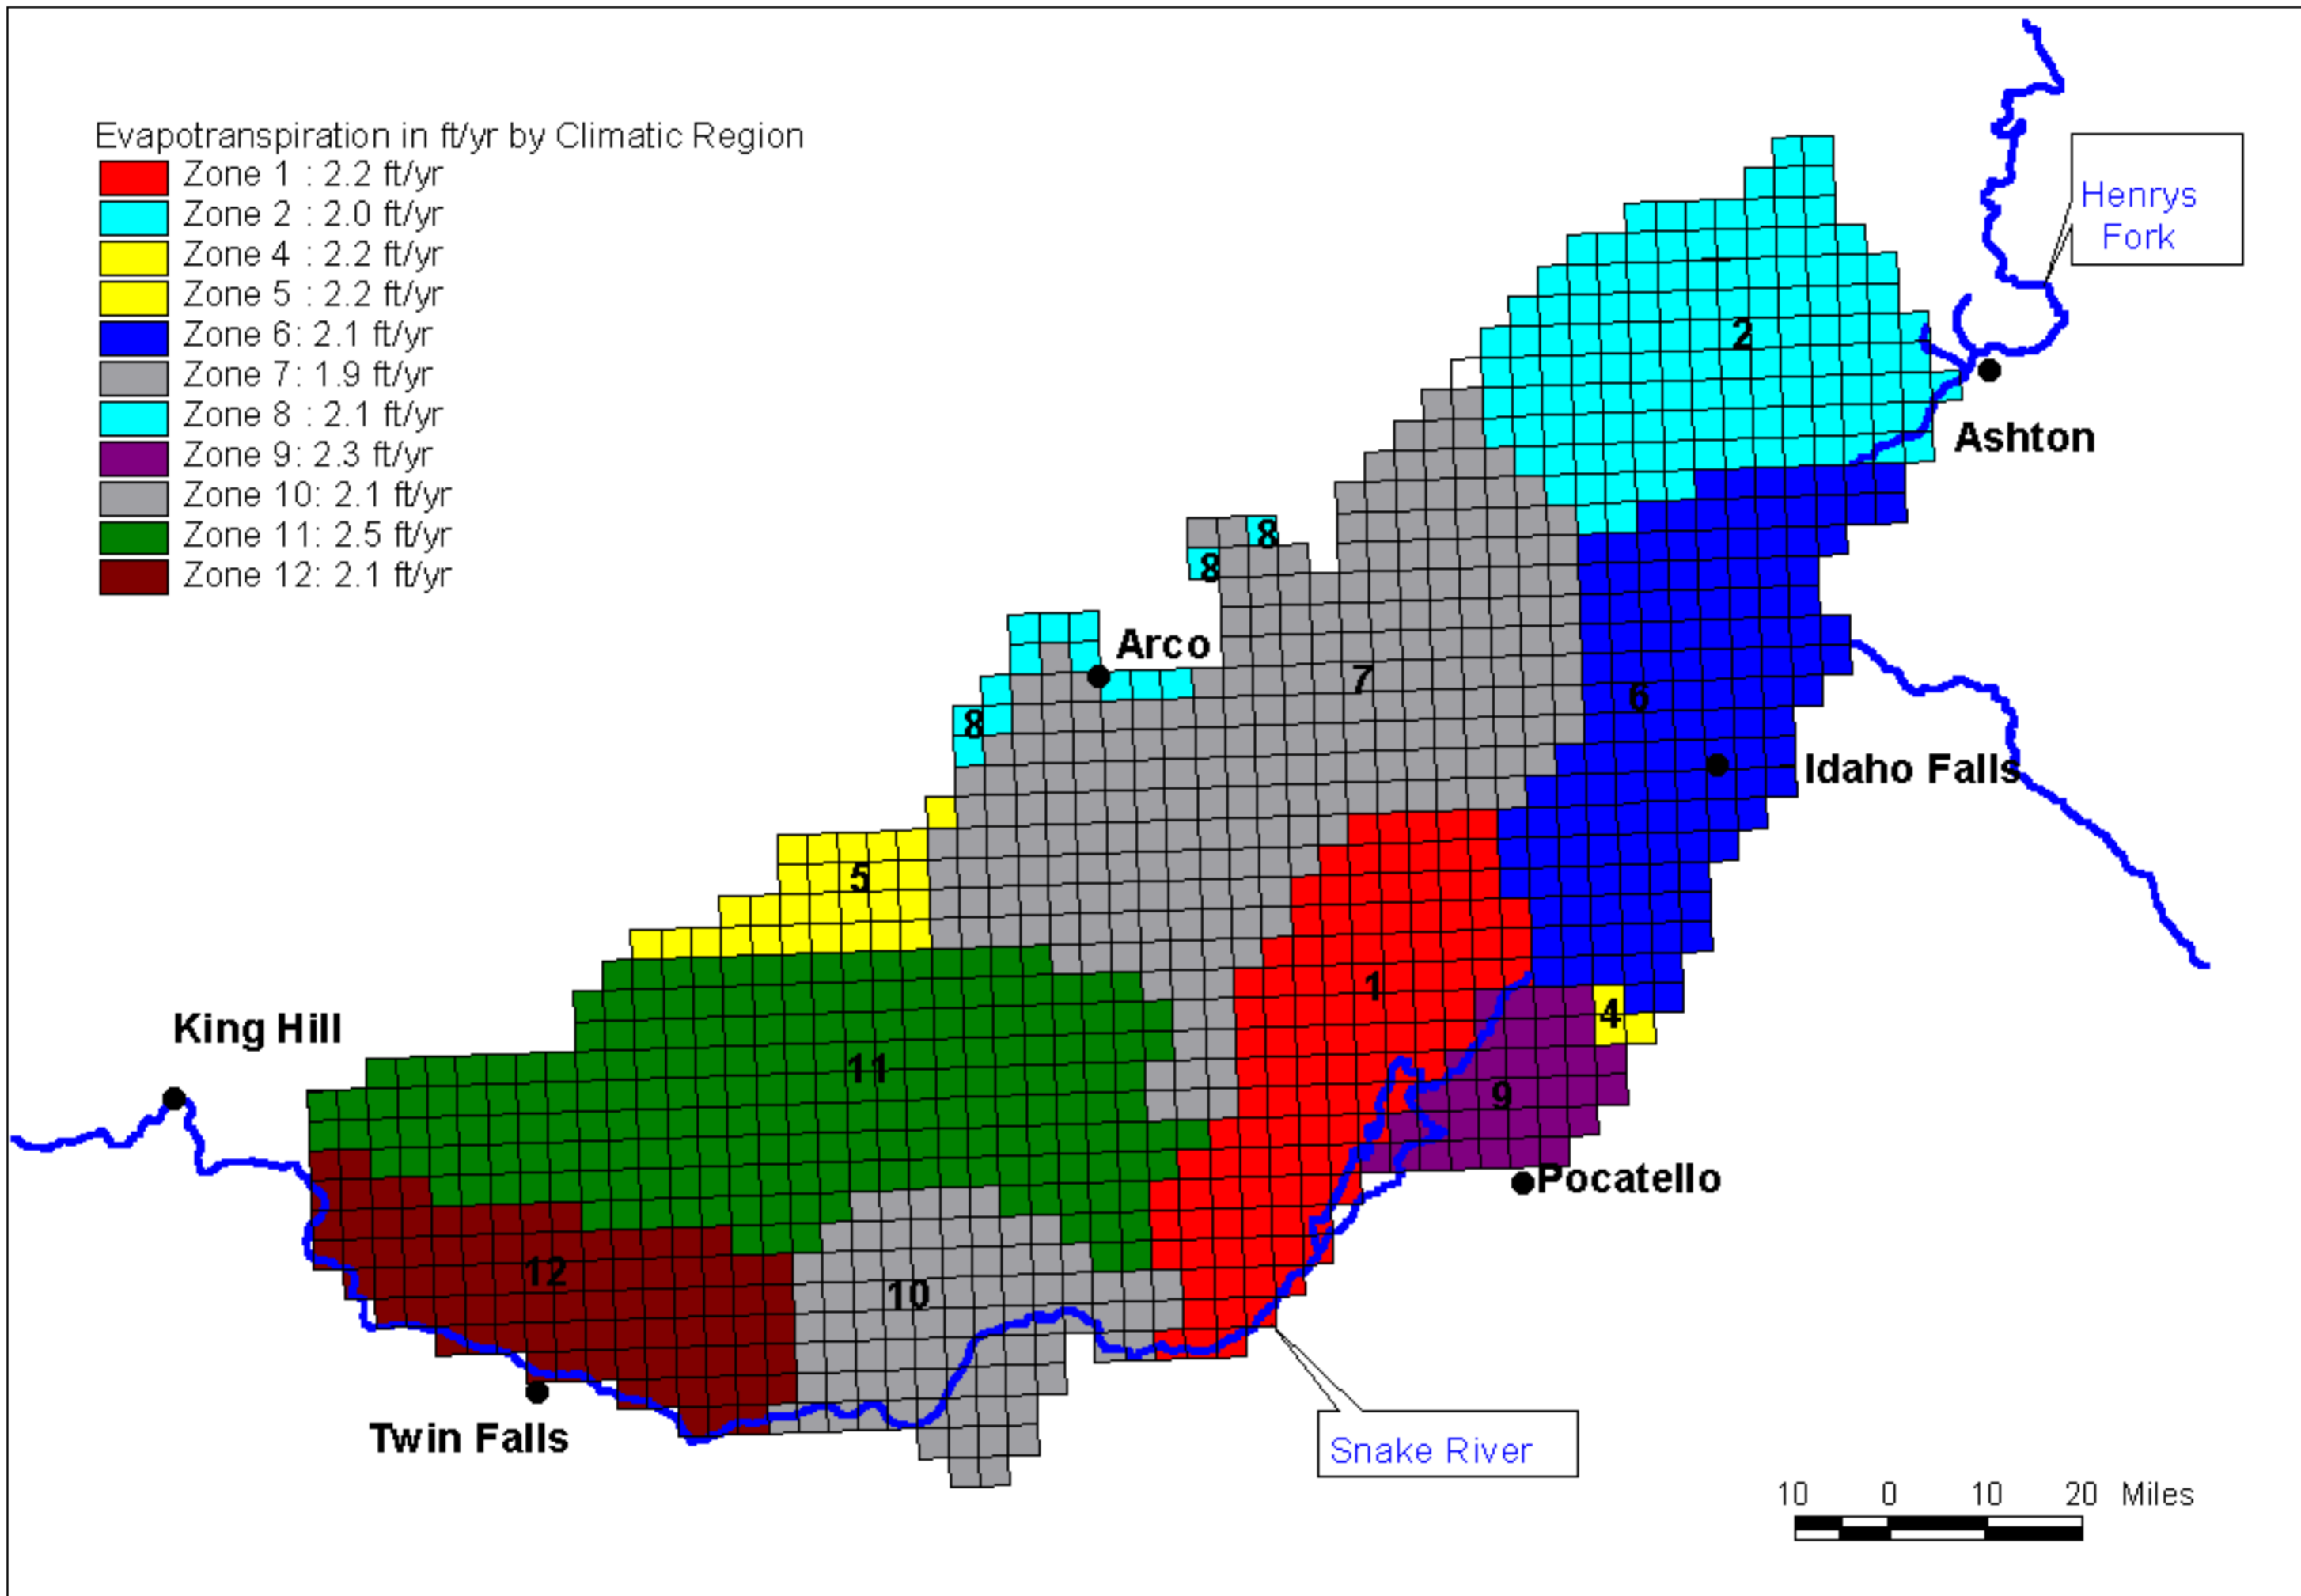 Evapotranspiration in ft/yr by Climatic Region
Zone 1 : 2.2 ft/yr
Zone 2 : 2.0 ft/yr
Zone 4 : 2.2 ft/yr
Zone 5 : 2.2 ft/yr
Zone 6: 2.1 ft/yr
Zone 7: 1.9 ft/yr
Zone 8 : 2.1 ft/yr
Zone 9: 2.3 ft/yr
Zone 10: 2.1 ft/yr
Zone 11: 2.5 ft/yr
Zone 12: 2.1 ft/yr
Henrys
Fork
2
Ashton
8
8
Arco
7
6
8
Idaho Falls
5
1
4
King Hill
11
9
Pocatello
12
10
Twin Falls
Snake River
10 0 10 20 Miles